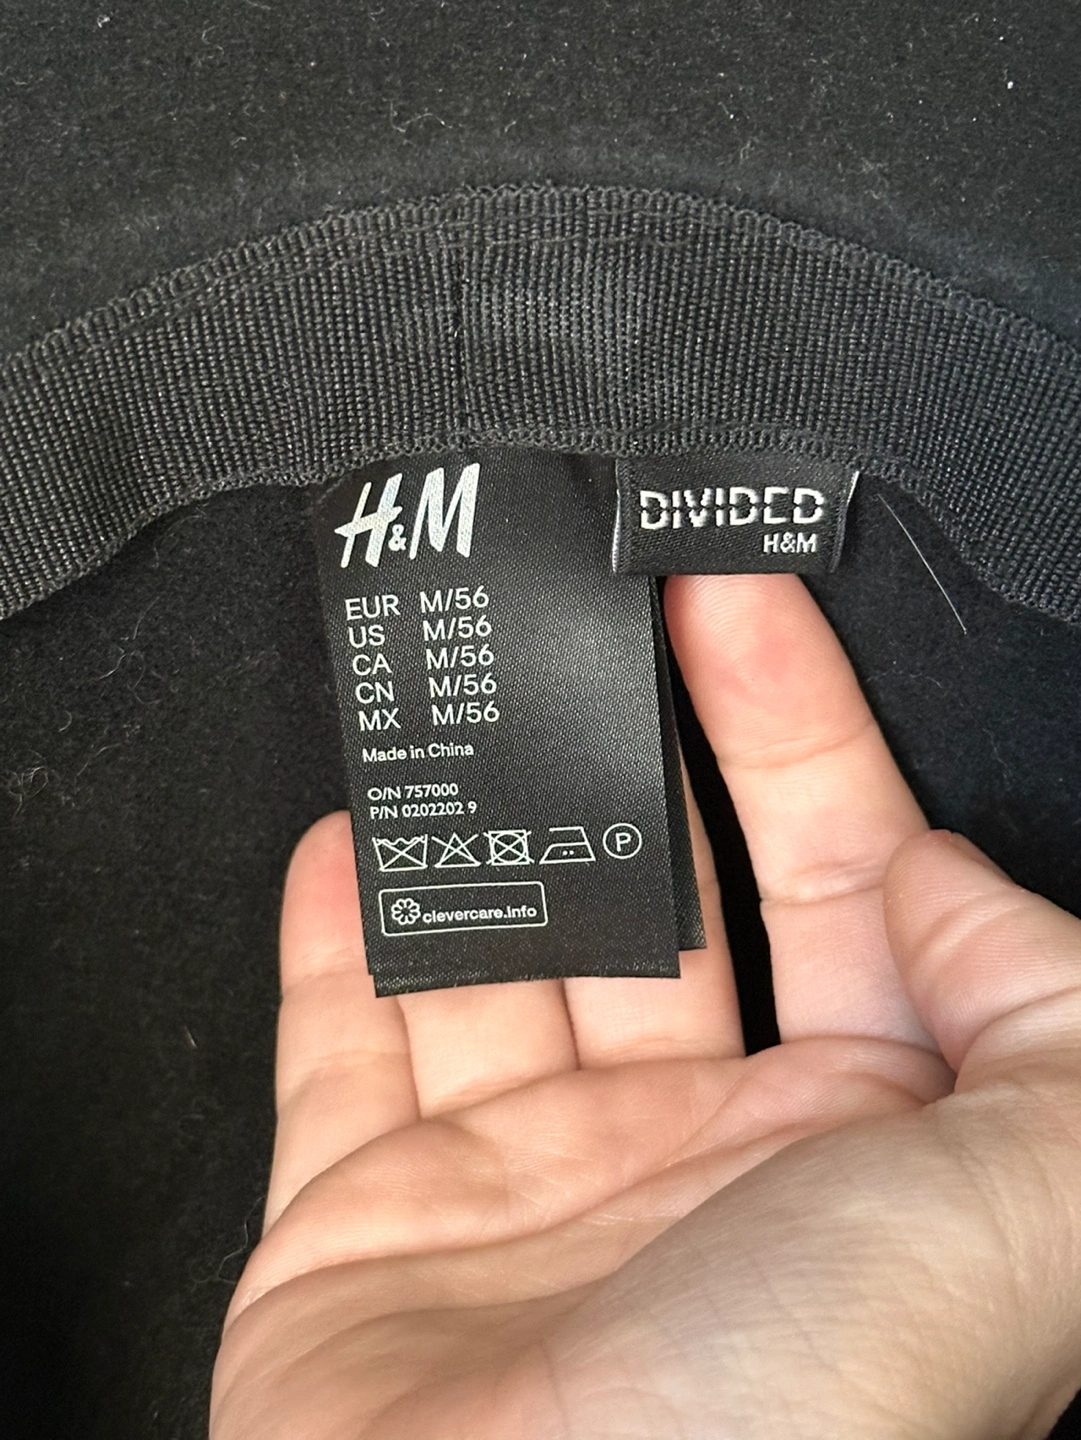 H&M
EUR M/56
US M/56
CA M/56
CN M/56
MX M/56
Made in China
O/N 757000
P/N 0202202 9
P
clevercare.info
DIVIDED
H&M